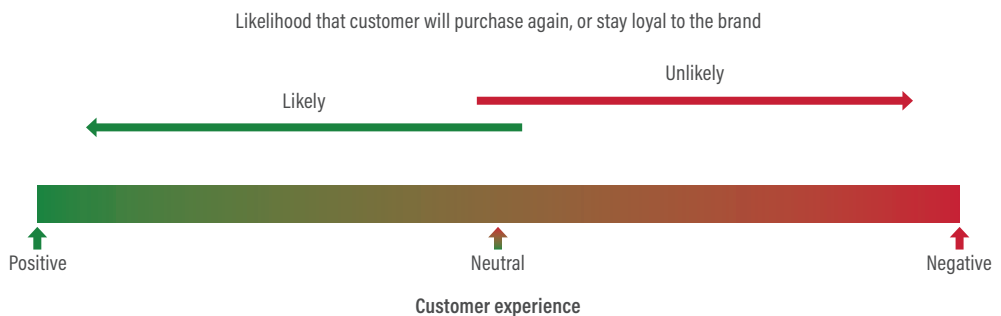 Likelihood that customer will purchase again, or stay loyal to the brand
Unlikely
Likely
Positive
Neutral
Negative
Customer experience